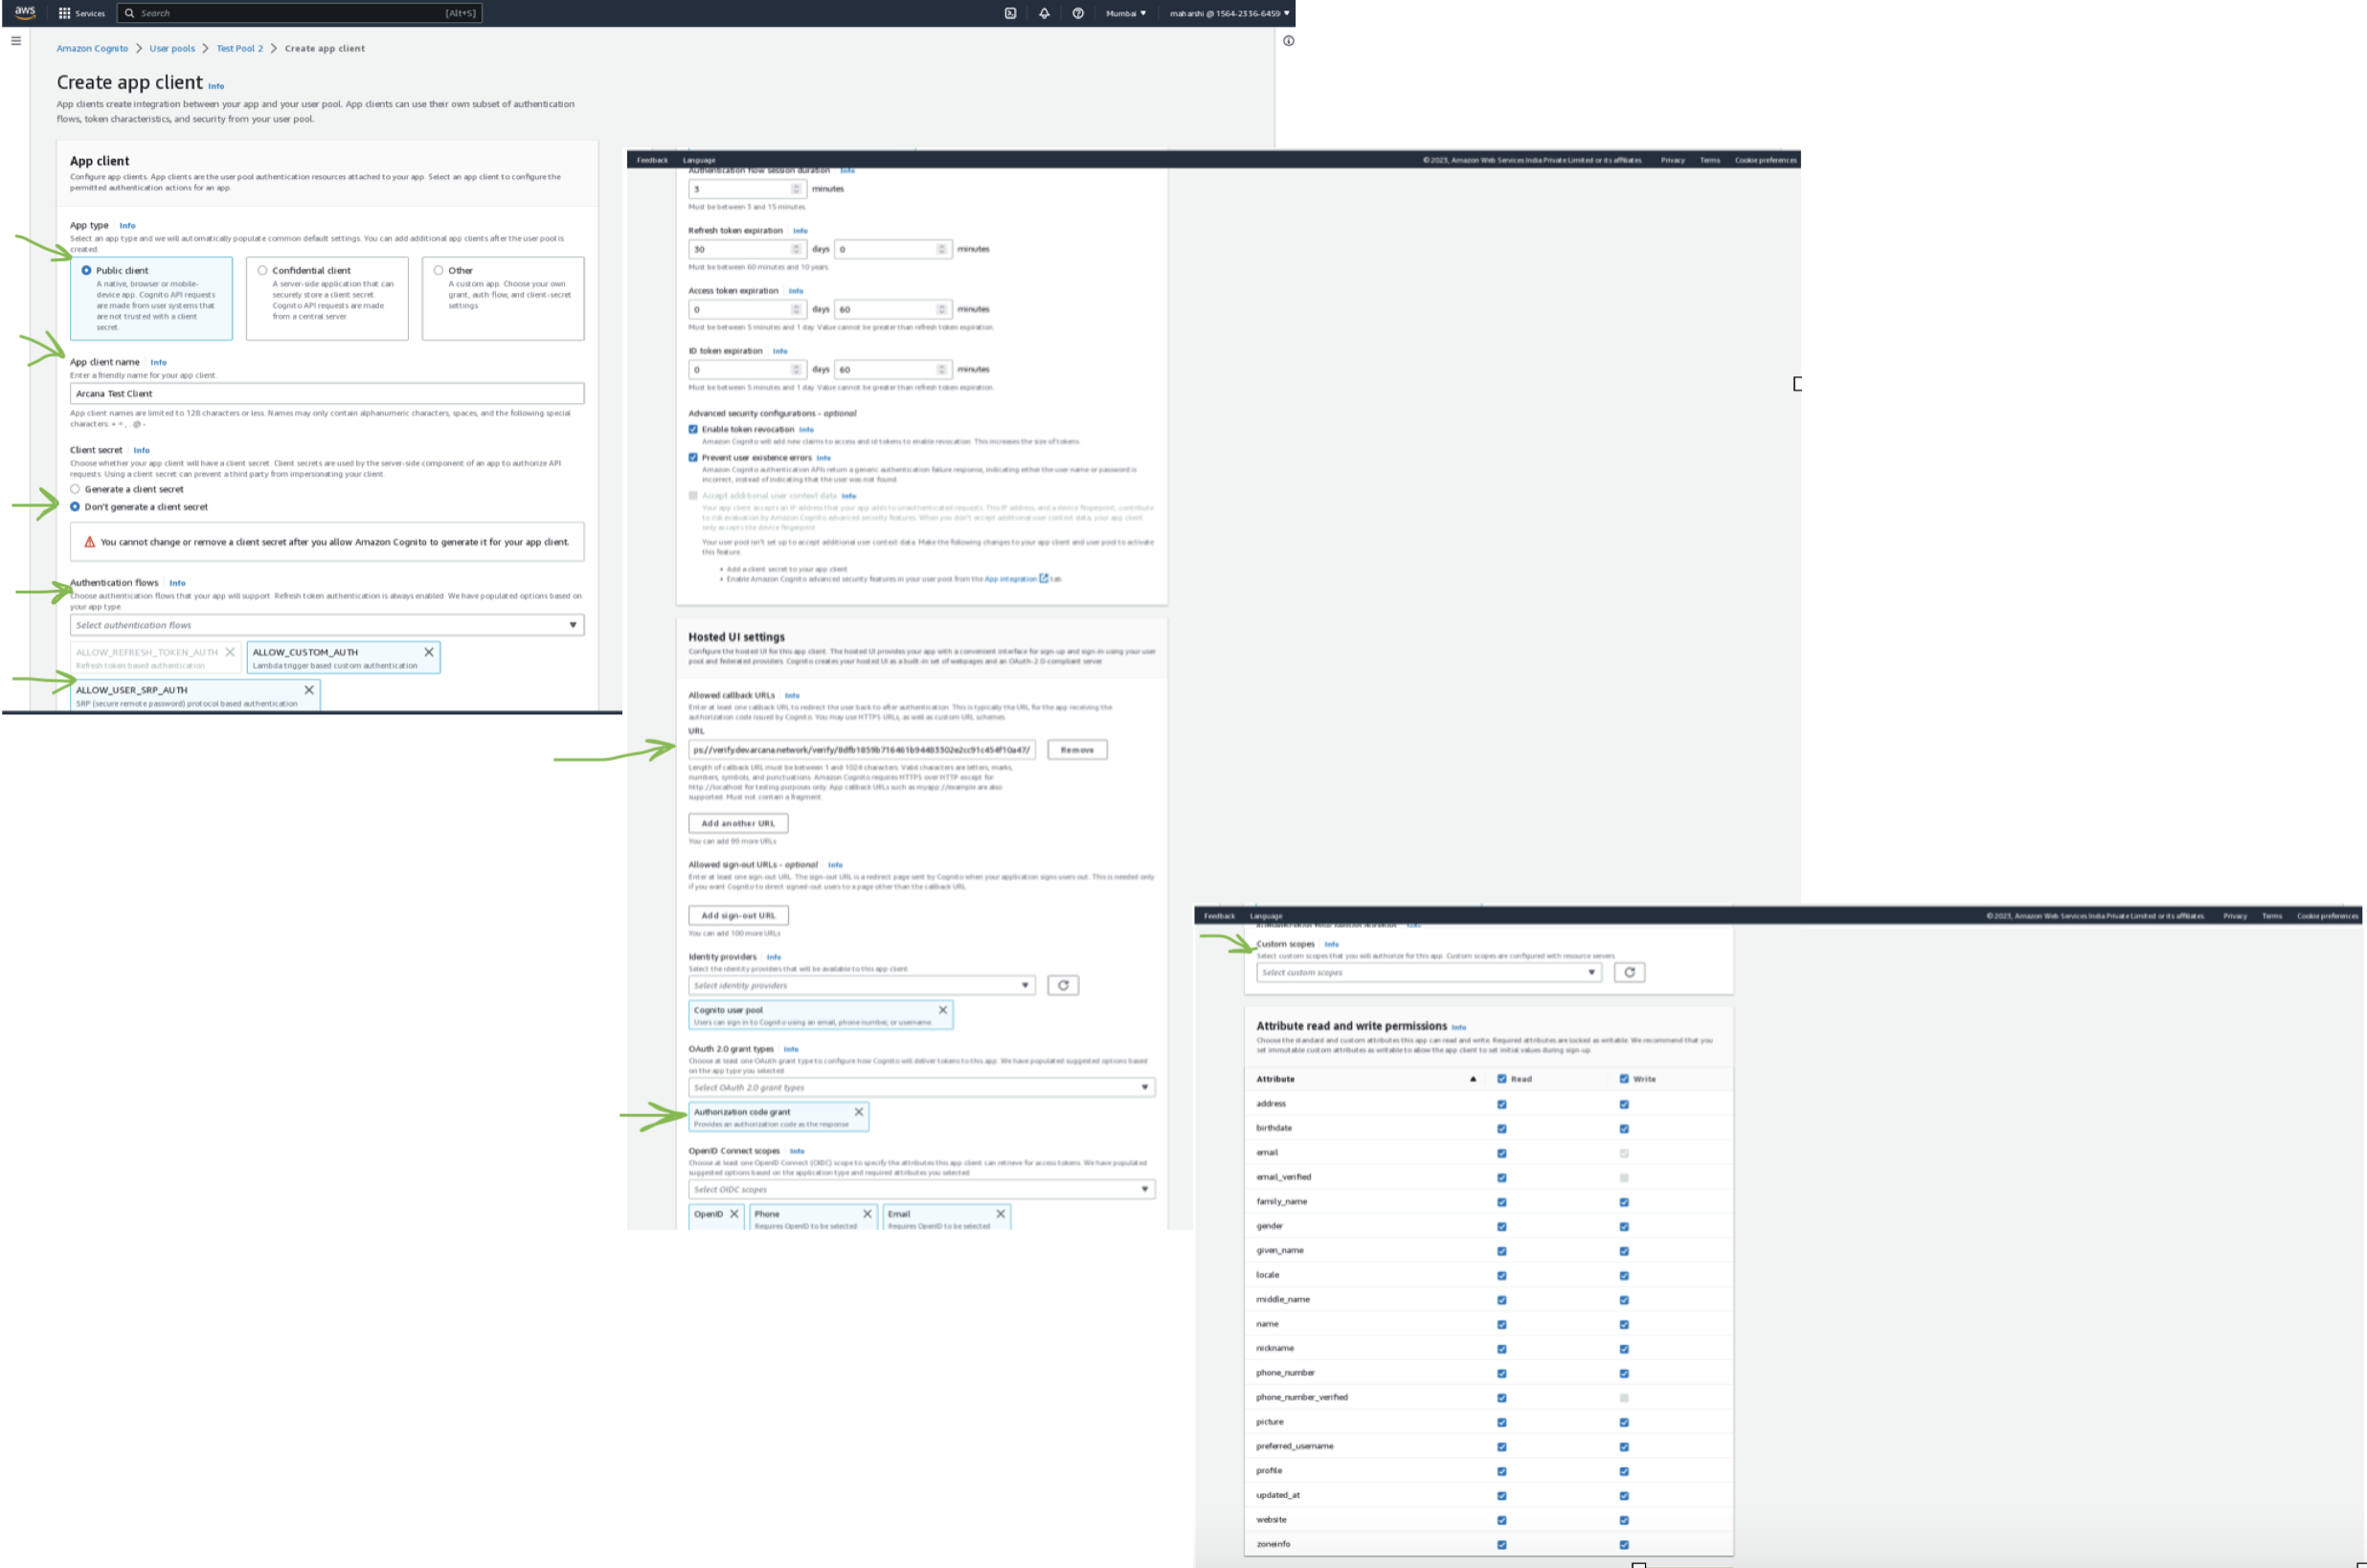 aws
Services
Search
[Alt+S]
Mumbai
maharshi @ 1564-2336-6459
Amazon Cognito
User pools
Test Pool 2
Create app client
Create app client Info
App clients create integration between your app and your user pool. App clients can use their own subset of authentication
flows, token characteristics, and security from your user pool.
App client
Configure app clients. App clients are the user pool authentication resources attached to your app. Select an app client to configure the
permitted authentication actions for an app.
App type Info
Select an app type and we will automatically populate common default settings. You can add additional app clients after the user pool is
created.
Public client
A native, browser or mobile-
device app. Cognito API requests
are made from user systems that
are not trusted with a client
secret.
Confidential client
A server-side application that can
securely store a client secret.
Cognito API requests are made
from a central server.
Other
A custom app. Choose your own
grant, auth flow, and client-secret
settings.
App client name Info
Enter a friendly name for your app client.
Arcana Test Client
App client names are limited to 128 characters or less. Names may only contain alphanumeric characters, spaces, and the following special
characters: + = , . @ -
Client secret Info
Choose whether your app client will have a client secret. Client secrets are used by the server-side component of an app to authorize API
requests. Using a client secret can prevent a third party from impersonating your client.
Generate a client secret
Don't generate a client secret
You cannot change or remove a client secret after you allow Amazon Cognito to generate it for your app client.
Authentication flows Info
Choose authentication flows that your app will support. Refresh token authentication is always enabled. We have populated options based on
your app type.
Select authentication flows
ALLOW_REFRESH_TOKEN_AUTH
Refresh token based authentication
ALLOW_CUSTOM_AUTH
Lambda trigger based custom authentication
ALLOW_USER_SRP_AUTH
SRP (secure remote password) protocol based authentication
Feedback
Language
© 2023, Amazon Web Services India Private Limited or its affiliates.
Privacy
Terms
Cookie preferences
Authentication flow session duration Info
3
minutes
Must be between 3 and 15 minutes.
Refresh token expiration Info
30
days
0
minutes
Must be between 60 minutes and 10 years.
Access token expiration Info
0
days
60
minutes
Must be between 5 minutes and 1 day. Value cannot be greater than refresh token expiration.
ID token expiration Info
0
days
60
minutes
Must be between 5 minutes and 1 day. Value cannot be greater than refresh token expiration.
Advanced security configurations - optional
Enable token revocation Info
Amazon Cognito will add new claims to access and id tokens to enable revocation. This increases the size of tokens.
Prevent user existence errors Info
Amazon Cognito authentication APIs return a generic authentication failure response, indicating either the user name or password is
incorrect, instead of indicating that the user was not found.
Accept additional user context data Info
Your app client accepts an IP address that your app adds to unauthenticated requests. This IP address, and a device fingerprint, contribute
to risk evaluation by Amazon Cognito advanced security features. When you don't accept additional user context data, your app client
only accepts the device fingerprint.
Your user pool isn't set up to accept additional user context data. Make the following changes to your app client and user pool to activate
this feature.
• Add a client secret to your app client
• Enable Amazon Cognito advanced security features in your user pool from the App integration tab.
Hosted UI settings
Configure the hosted UI for this app client. The hosted UI provides your app with a convenient interface for sign-up and sign-in using your user
pool and federated providers. Cognito creates your hosted UI as a built-in set of webpages and an OAuth-2.0-compliant server.
Allowed callback URLs Info
Enter at least one callback URL to redirect the user back to after authentication. This is typically the URL for the app receiving the
authorization code issued by Cognito. You may use HTTPS URLs, as well as custom URL schemes.
URL
ps://verify.dev.arcana.network/verify/8dfb1859b716461b94483302e2cc91c454f10a47/
Remove
Length of callback URL must be between 1 and 1024 characters. Valid characters are letters, marks,
numbers, symbols, and punctuations. Amazon Cognito requires HTTPS over HTTP except for
http://localhost for testing purposes only. App callback URLs such as myapp://example are also
supported. Must not contain a fragment.
Add another URL
You can add 99 more URLs
Allowed sign-out URLs - optional Info
Enter at least one sign-out URL. The sign-out URL is a redirect page sent by Cognito when your application signs users out. This is needed only
if you want Cognito to direct signed-out users to a page other than the callback URL.
Add sign-out URL
You can add 100 more URLs
Identity providers Info
Select the identity providers that will be available to this app client.
Select identity providers
Cognito user pool
Users can sign in to Cognito using an email, phone number, or username
OAuth 2.0 grant types Info
Choose at least one OAuth grant type to configure how Cognito will deliver tokens to this app. We have populated suggested options based
on the app type you selected.
Select OAuth 2.0 grant types
Authorization code grant
Provides an authorization code as the response
OpenID Connect scopes Info
Choose at least one OpenID Connect (OIDC) scope to specify the attributes this app client can retrieve for access tokens. We have populated
suggested options based on the application type and required attributes you selected.
Select OIDC scopes
OpenID
Phone
Requires OpenID to be selected
Email
Requires OpenID to be selected
Feedback
Language
© 2023, Amazon Web Services India Private Limited or its affiliates.
Privacy
Terms
Cookie preferences
Custom scopes Info
Select custom scopes that you will authorize for this app. Custom scopes are configured with resource servers.
Select custom scopes
Attribute read and write permissions Info
Choose the standard and custom attributes this app can read and write. Required attributes are locked as writable. We recommend that you
set immutable custom attributes as writable to allow the app client to set initial values during sign-up.
Attribute
Read
Write
address
birthdate
email
email_verified
family_name
gender
given_name
locale
middle_name
name
nickname
phone_number
phone_number_verified
picture
preferred_username
profile
updated_at
website
zoneinfo